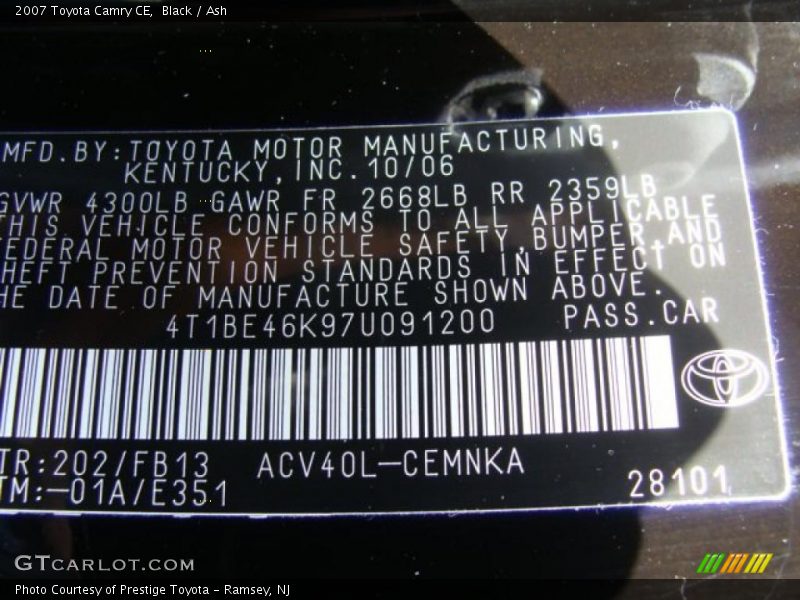 2007 Toyota Camry CE, Black / Ash
MFD.BY:TOYOTA MOTOR MANUFACTURING,
KENTUCKY,INC.10/06
GVWR 4300LB GAWR FR 2668LB RR 2359LB
THIS VEHICLE CONFORMS TO ALL APPLICABLE
FEDERAL MOTOR VEHICLE SAFETY,BUMPER,AND
THEFT PREVENTION STANDARDS IN EFFECT ON
THE DATE OF MANUFACTURE SHOWN ABOVE.
4T1BE46K97U091200 PASS.CAR
TR:202/FB13 ACV40L-CEMNKA
TM:-01A/E351 28101
GTCARLOT.COM
Photo Courtesy of Prestige Toyota - Ramsey, NJ